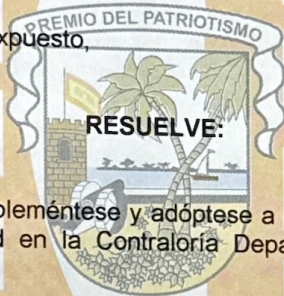 PREMIO DEL PATRIOTISMO
xpuesto,
RESUELVE:
pleméntese y adóptese a
d en la Contraloría Depa